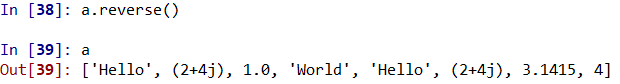 In [38]: a.reverse()
In [39]: a
Out[39]: ['Hello', (2+4j), 1.0, 'World', 'Hello', (2+4j), 3.1415, 4]